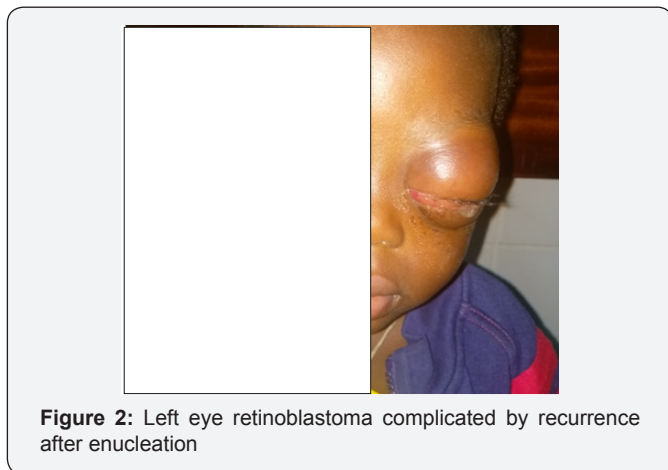 Figure 2: Left eye retinoblastoma complicated by recurrence
after enucleation